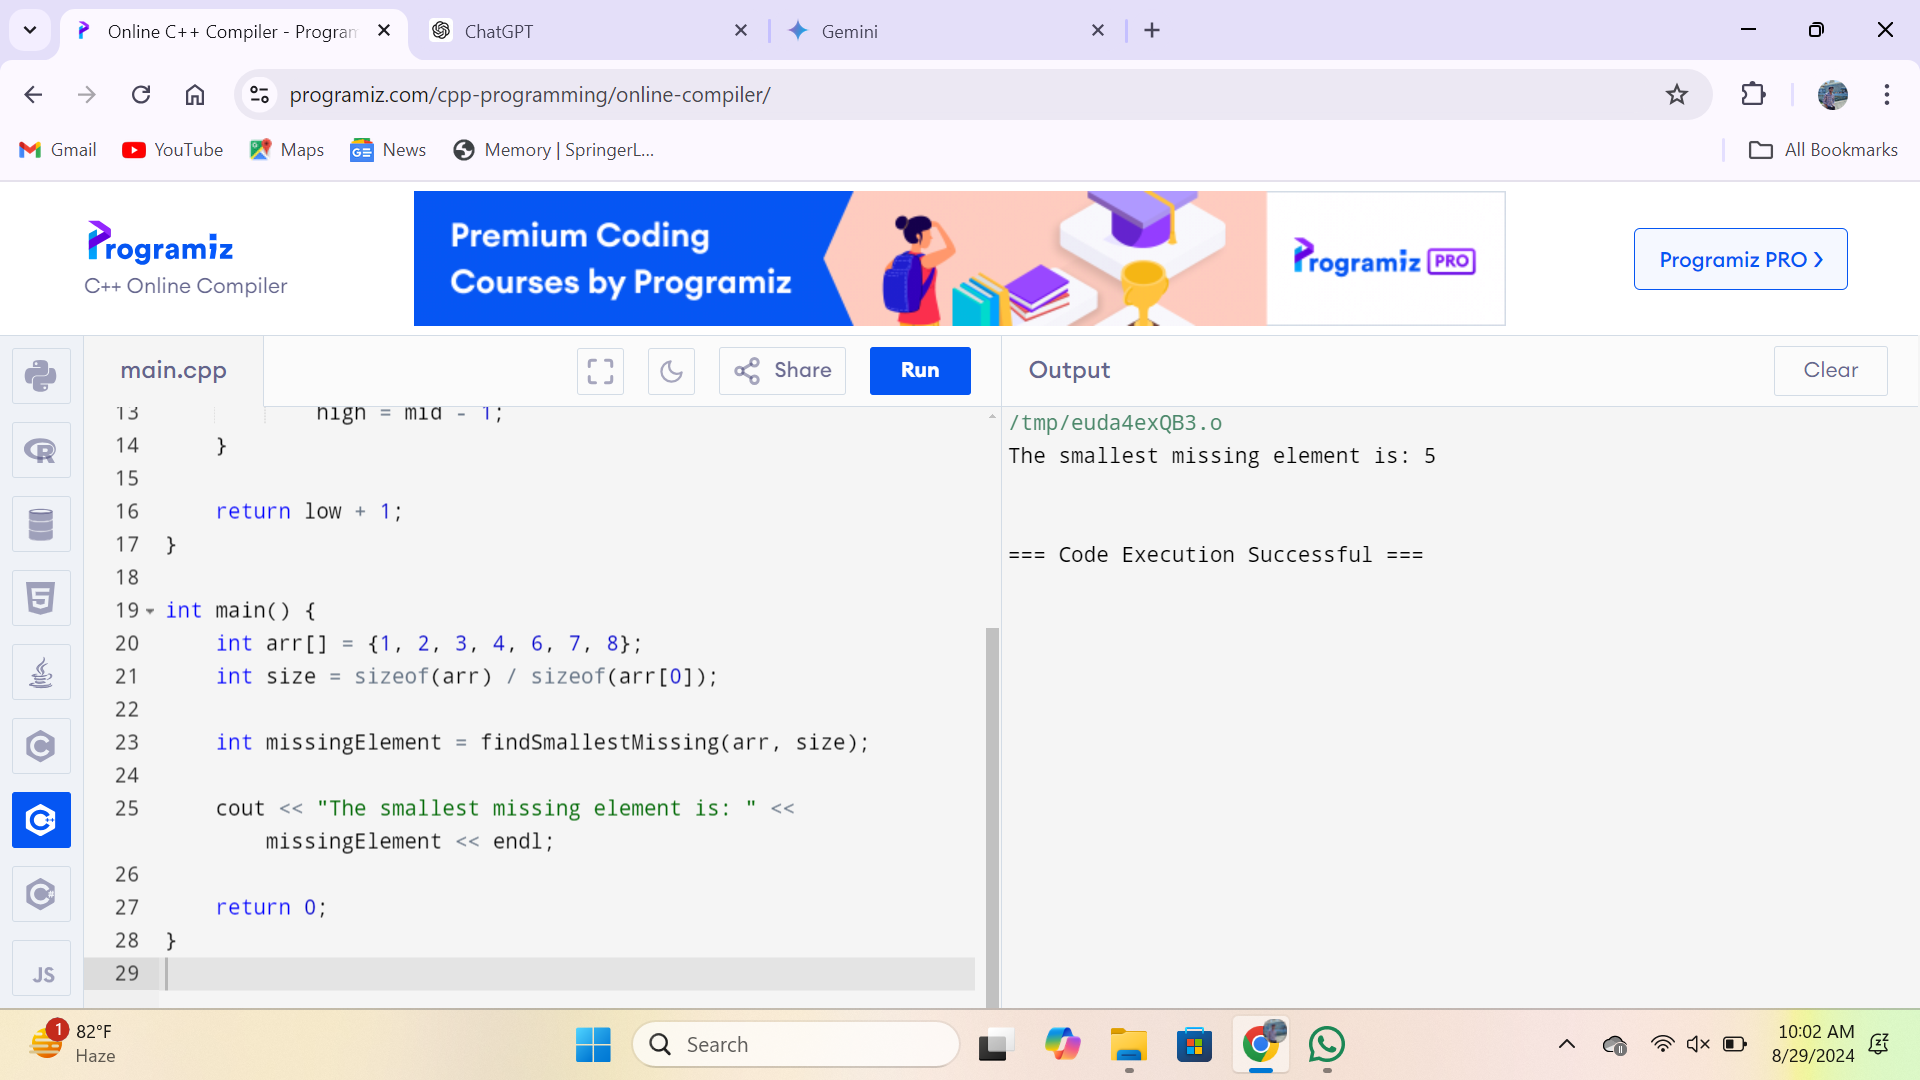 Online C++ Compiler - Program
ChatGPT
Gemini
programiz.com/cpp-programming/online-compiler/
Gmail
YouTube
Maps
News
Memory | SpringerL...
All Bookmarks
Programiz
C++ Online Compiler
Premium Coding
Courses by Programiz
Programiz PRO
Programiz PRO
main.cpp
Share
Run
Output
Clear
13 high = mid - 1;
14 }
15
16 return low + 1;
17 }
18
19 int main() {
20 int arr[] = {1, 2, 3, 4, 6, 7, 8};
21 int size = sizeof(arr) / sizeof(arr[0]);
22
23 int missingElement = findSmallestMissing(arr, size);
24
25 cout << "The smallest missing element is: " <<
missingElement << endl;
26
27 return 0;
28 }
29
/tmp/euda4exQB3.o
The smallest missing element is: 5
=== Code Execution Successful ===
R
5
C
C++
C#
JS
1
82°F
Haze
Search
10:02 AM
8/29/2024